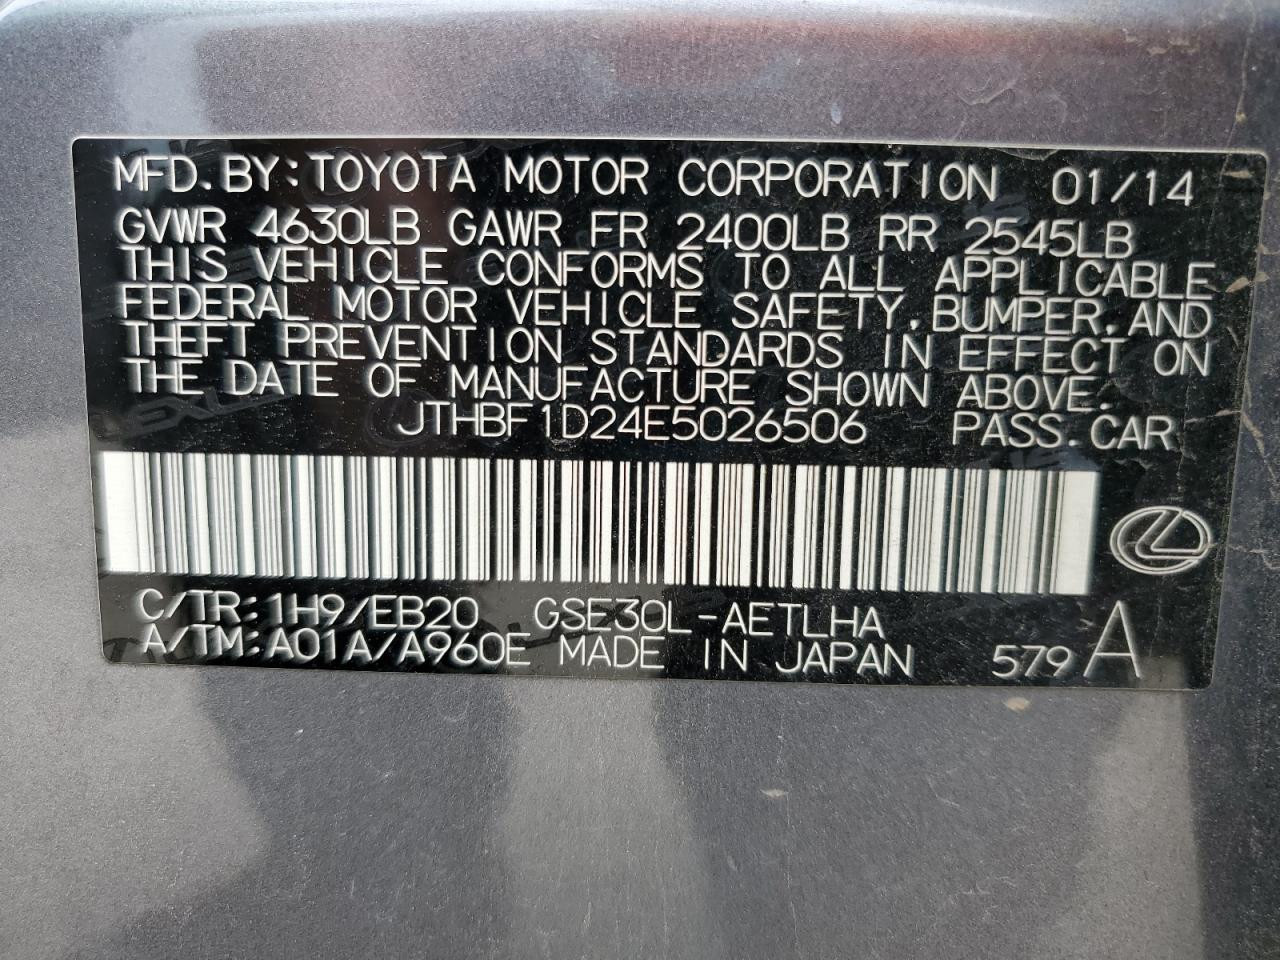 MFD. BY: TOYOTA MOTOR CORPORATION 01/14
GVWR 4630LB GAWR FR 2400LB RR 2545LB
THIS VEHICLE CONFORMS TO ALL APPLICABLE
FEDERAL MOTOR VEHICLE SAFETY, BUMPER, AND
THEFT PREVENTION STANDARDS IN EFFECT ON
THE DATE OF MANUFACTURE SHOWN ABOVE.
JTHBF1D24E5026506 PASS. CAR
C/TR: 1H9/EB20 GSE30L-AETLHA
A/TM: A01A/A960E MADE IN JAPAN 579 A